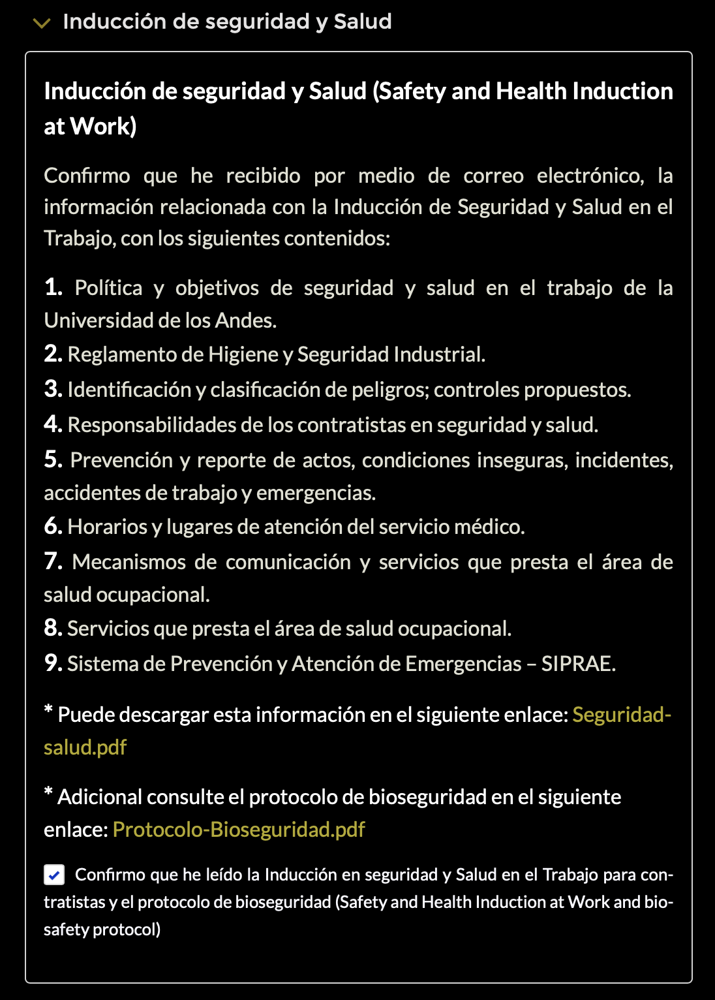 Inducción de seguridad y Salud
Inducción de seguridad y Salud (Safety and Health Induction
at Work)
Confirmo que he recibido por medio de correo electrónico, la
información relacionada con la Inducción de Seguridad y Salud en el
Trabajo, con los siguientes contenidos:
1. Política y objetivos de seguridad y salud en el trabajo de la
Universidad de los Andes.
2. Reglamento de Higiene y Seguridad Industrial.
3. Identificación y clasificación de peligros; controles propuestos.
4. Responsabilidades de los contratistas en seguridad y salud.
5. Prevención y reporte de actos, condiciones inseguras, incidentes,
accidentes de trabajo y emergencias.
6. Horarios y lugares de atención del servicio médico.
7. Mecanismos de comunicación y servicios que presta el área de
salud ocupacional.
8. Servicios que presta el área de salud ocupacional.
9. Sistema de Prevención y Atención de Emergencias – SIPRAE.
* Puede descargar esta información en el siguiente enlace: Seguridad-
salud.pdf
* Adicional consulte el protocolo de bioseguridad en el siguiente
enlace: Protocolo-Bioseguridad.pdf
Confirmo que he leído la Inducción en seguridad y Salud en el Trabajo para con-
tratistas y el protocolo de bioseguridad (Safety and Health Induction at Work and bio-
safety protocol)